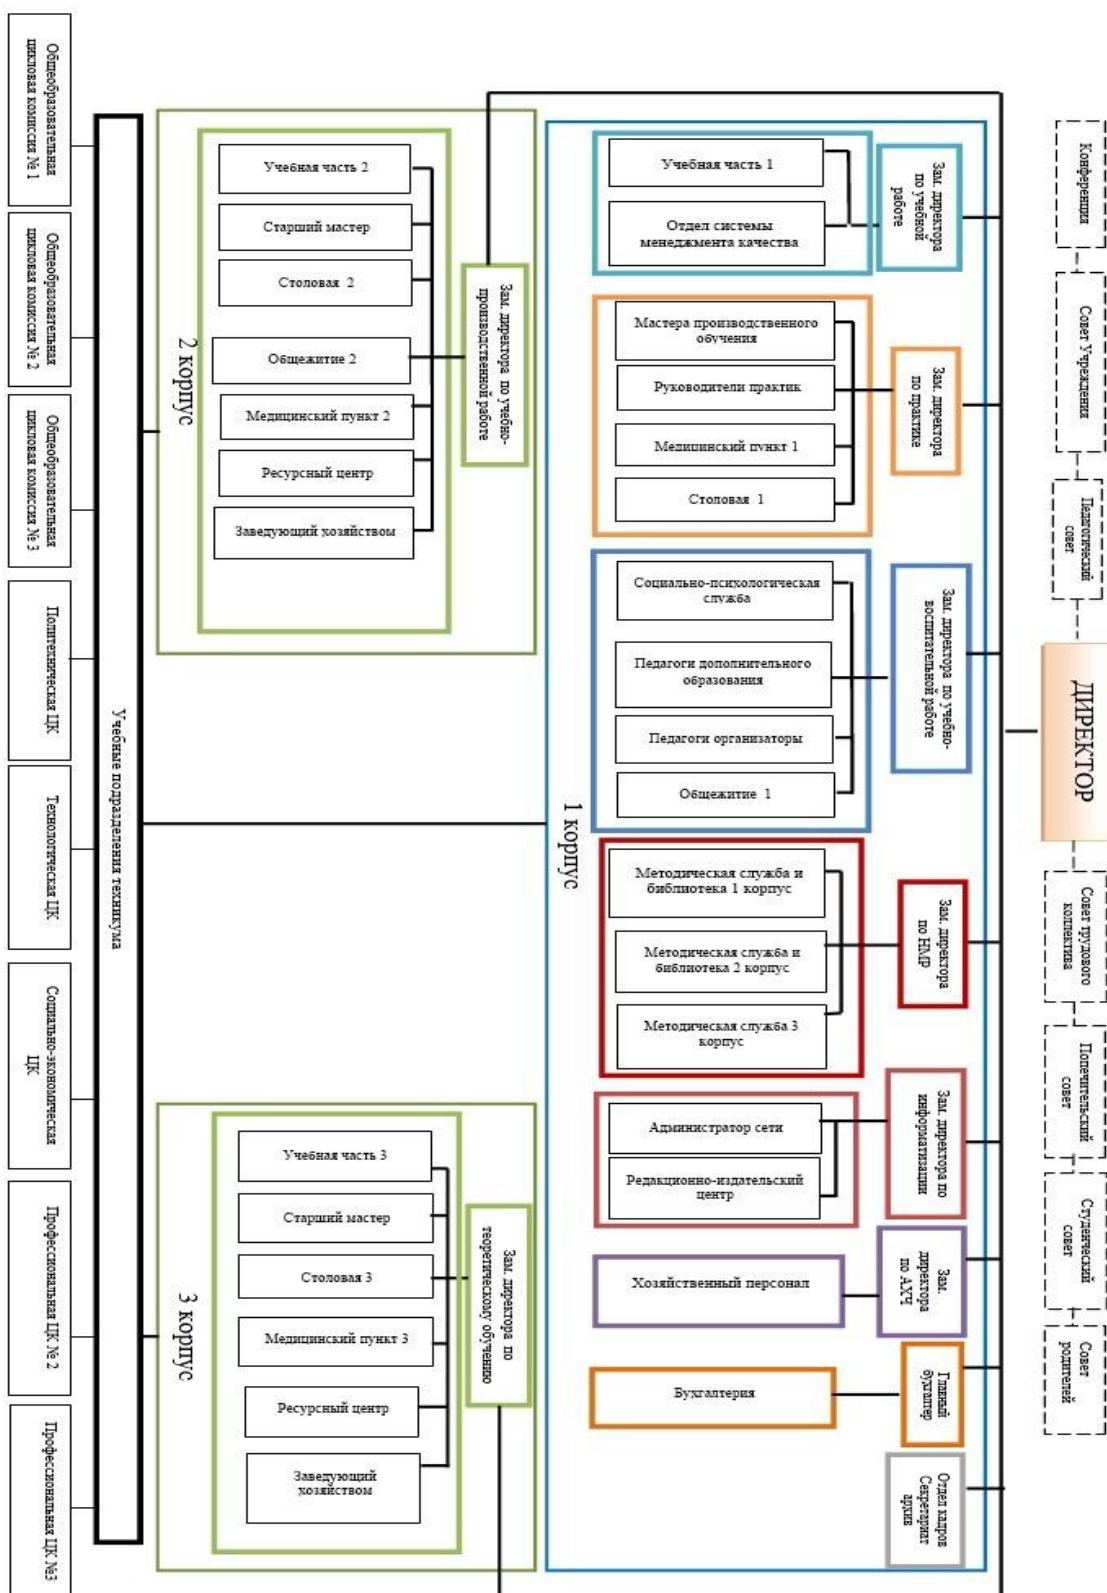 Конференция
Совет Учреждения
Педагогический
совет
ДИРЕКТОР
Совет трудового
коллектива
Попечительский
совет
Студенческий
совет
Совет
родителей
Зам. директора
по учебной
работе
Зам. директора
по практике
Зам. директора по учебно-
воспитательной работе
Зам. директора
по НМР
Зам. директора по
информатизации
Зам.
директора
по АХЧ
Главный
бухгалтер
Отдел кадров
Секретариат
архив
Учебная часть 1
Отдел системы
менеджмента качества
Мастера производственного
обучения
Руководители практик
Медицинский пункт 1
Столовая 1
Социально-психологическая
служба
Педагоги дополнительного
образования
Педагоги организаторы
Общежитие 1
Методическая служба и
библиотека 1 корпус
Методическая служба и
библиотека 2 корпус
Методическая служба 3
корпус
Администратор сети
Редакционно-издательский
центр
Хозяйственный персонал
Бухгалтерия
1 корпус
Зам. директора по учебно-
производственной работе
Учебная часть 2
Старший мастер
Столовая 2
Общежитие 2
Медицинский пункт 2
Ресурсный центр
Заведующий хозяйством
2 корпус
Зам. директора по
теоретическому обучению
Учебная часть 3
Старший мастер
Столовая 3
Медицинский пункт 3
Ресурсный центр
Заведующий
хозяйством
3 корпус
Учебные подразделения техникума
Общеобразовательная
цикловая комиссия № 1
Общеобразовательная
цикловая комиссия № 2
Общеобразовательная
цикловая комиссия № 3
Политехническая ЦК
Технологическая ЦК
Социально-экономическая
ЦК
Профессиональная ЦК № 2
Профессиональная ЦК №3